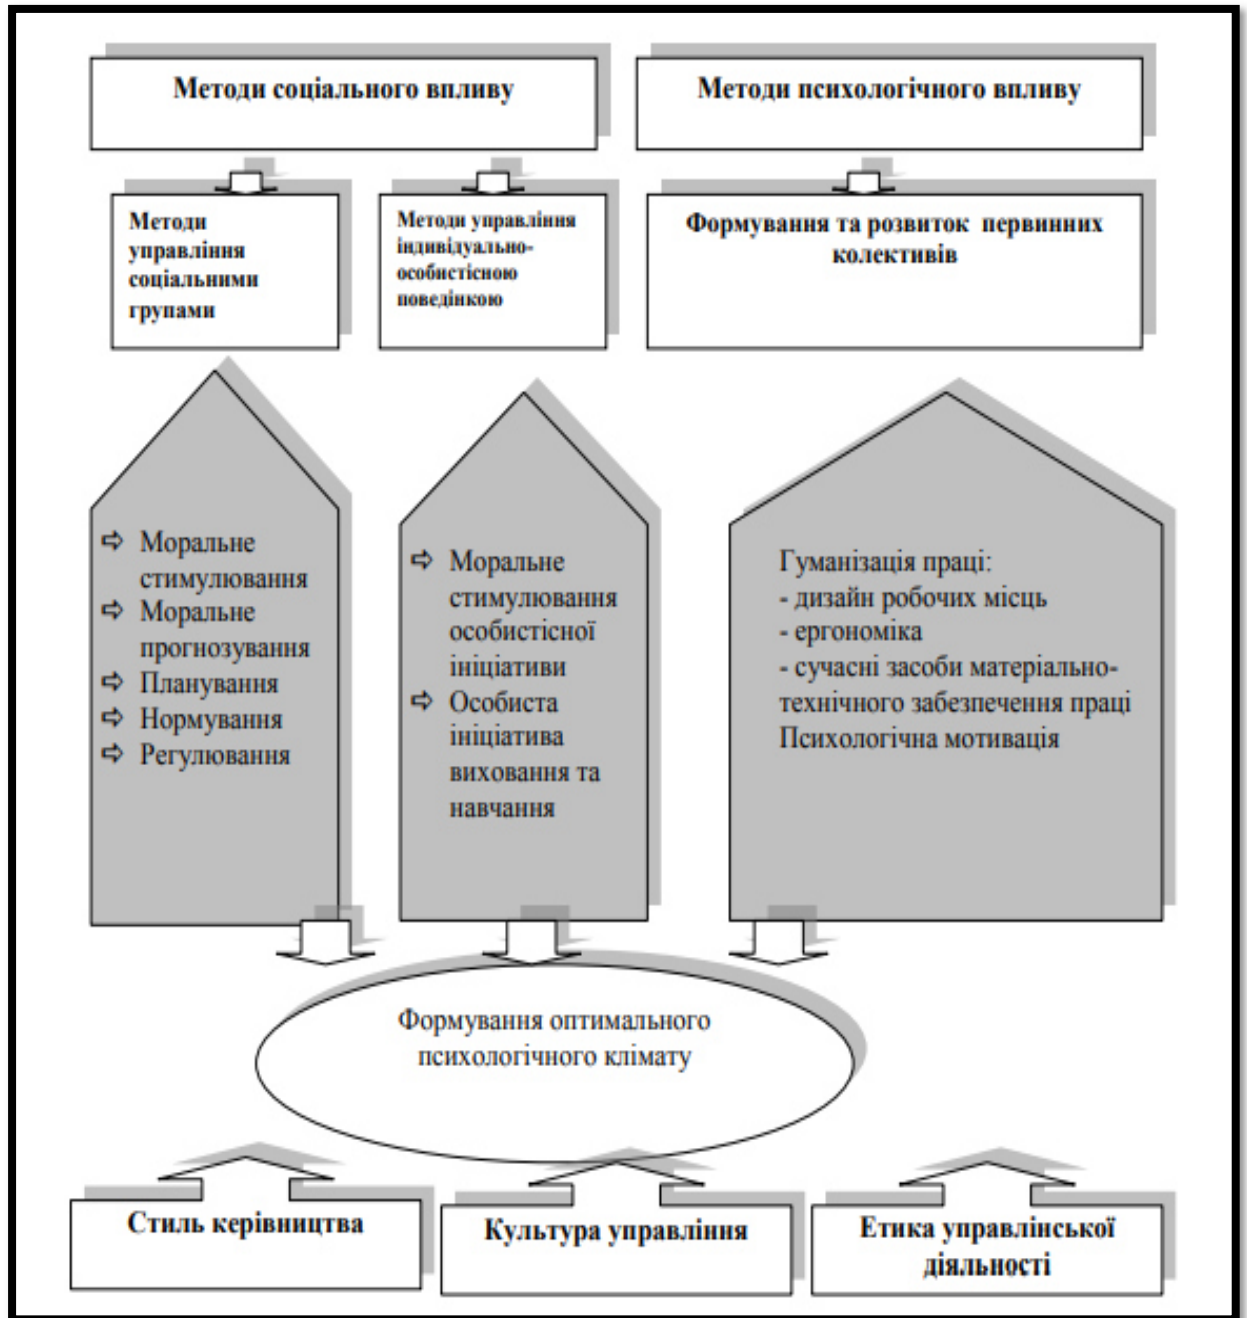 Методи соціального впливу
Методи психологічного впливу
Методи
управління
соціальними
групами
Методи управління
індивідуально-
особистісною
поведінкою
Формування та розвиток первинних
колективів
⇨ Моральне
стимулювання
⇨ Моральне
прогнозування
⇨ Планування
⇨ Нормування
⇨ Регулювання
⇨ Моральне
стимулювання
особистісної
ініціативи
⇨ Особиста
ініціатива
виховання та
навчання
Гуманізація праці:
- дизайн робочих місць
- ергономіка
- сучасні засоби матеріально-
технічного забезпечення праці
Психологічна мотивація
Формування оптимального
психологічного клімату
Стиль керівництва
Культура управління
Етика управлінської
діяльності